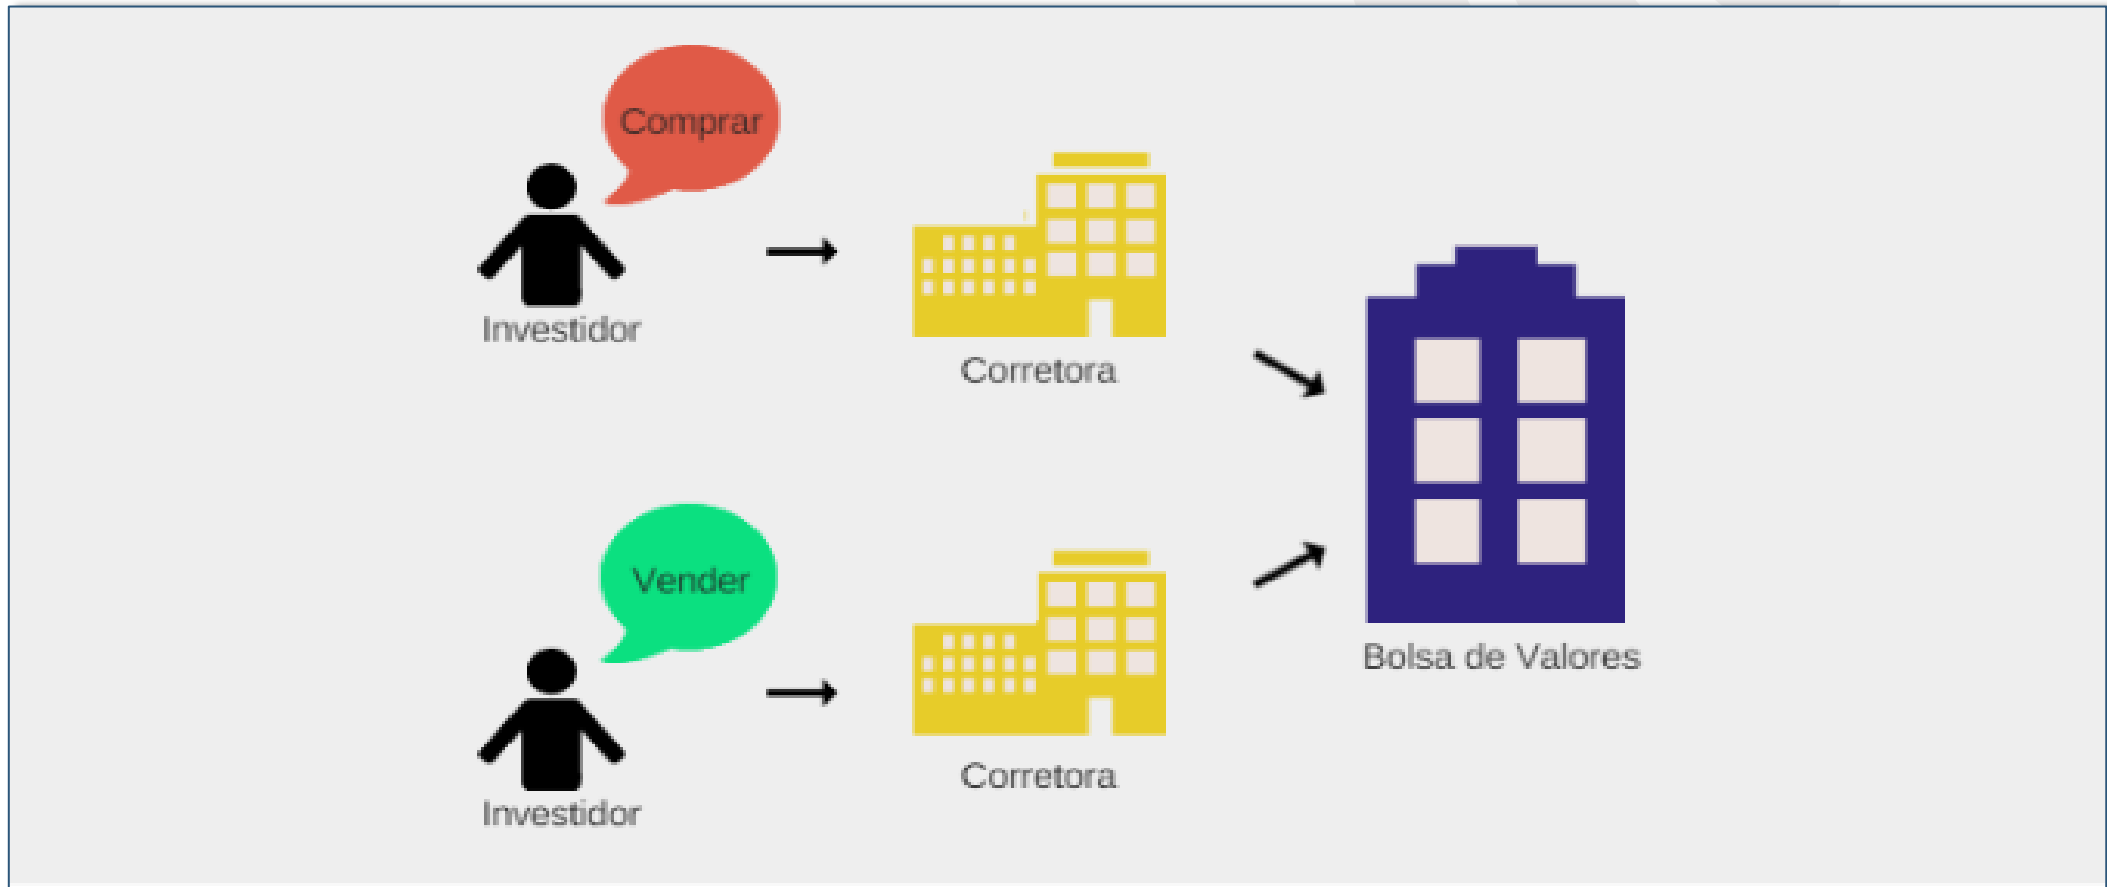 Comprar
Investidor
Corretora
Vender
Bolsa de Valores
Corretora
Investidor